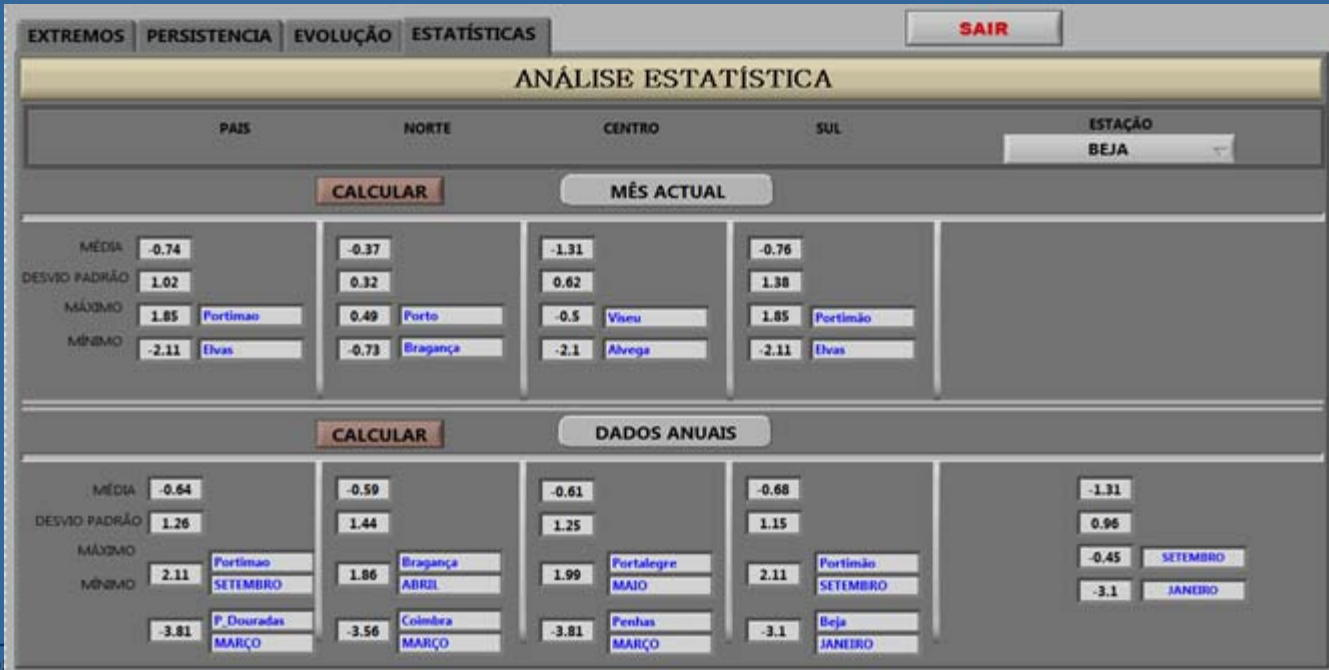 EXTREMOS PERSISTENCIA EVOLUÇÃO ESTATÍSTICAS SAIR
ANÁLISE ESTATÍSTICA
PAIS NORTE CENTRO SUL ESTAÇÃO
BEJA
CALCULAR MÊS ACTUAL
MÉDIA -0.74 -0.37 -1.31 -0.76
DESVIO PADRÃO 1.02 0.32 0.62 1.38
MÁXIMO 1.85 Portimao 0.49 Porto -0.5 Viseu 1.85 Portimão
MÍNIMO -2.11 Elvas -0.73 Bragança -2.1 Alvega -2.11 Elvas
CALCULAR DADOS ANUAIS
MÉDIA -0.64 -0.59 -0.61 -0.68 -1.31
DESVIO PADRÃO 1.26 1.44 1.25 1.15 0.96
MÁXIMO Portimao Bragança Portalegre Portimão -0.45 SETEMBRO
2.11 1.86 1.99 2.11
MÍNIMO SETEMBRO ABRIL MAIO SETEMBRO -3.1 JANEIRO
P_Douradas Coimbra Penhas Beja
-3.81 -3.56 -3.81 -3.1
MARÇO MARÇO MARÇO JANEIRO